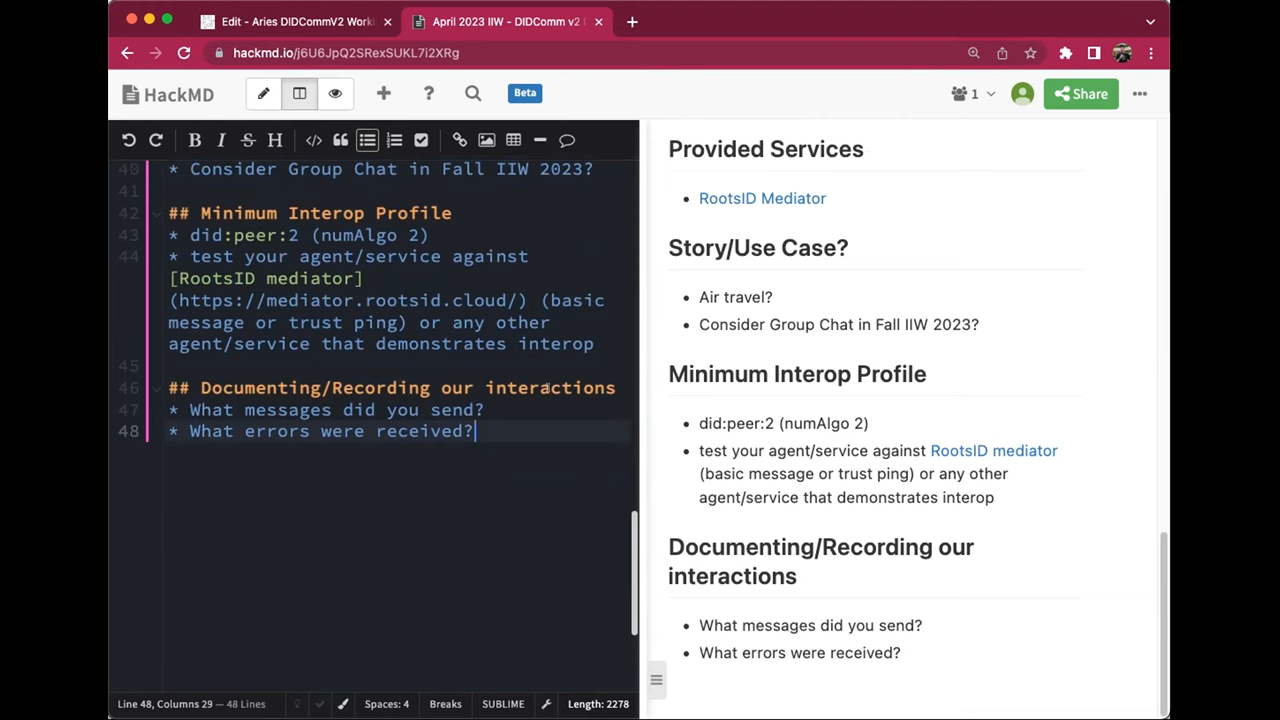 Edit - Aries DIDCommV2 Worki
April 2023 IIW - DIDComm v2 I
hackmd.io/j6U6JpQ2SRexSUKL7i2XRg
HackMD
Beta
1
Share
40 * Consider Group Chat in Fall IIW 2023?
41
42 ## Minimum Interop Profile
43 * did:peer:2 (numAlgo 2)
44 * test your agent/service against
[RootsID mediator]
(https://mediator.rootsid.cloud/) (basic
message or trust ping) or any other
agent/service that demonstrates interop
45
46 ## Documenting/Recording our interactions
47 * What messages did you send?
48 * What errors were received?
Line 48, Columns 29 — 48 Lines
Spaces: 4
Breaks
SUBLIME
Length: 2278
Provided Services
• RootsID Mediator
Story/Use Case?
• Air travel?
• Consider Group Chat in Fall IIW 2023?
Minimum Interop Profile
• did:peer:2 (numAlgo 2)
• test your agent/service against RootsID mediator
(basic message or trust ping) or any other
agent/service that demonstrates interop
Documenting/Recording our
interactions
• What messages did you send?
• What errors were received?